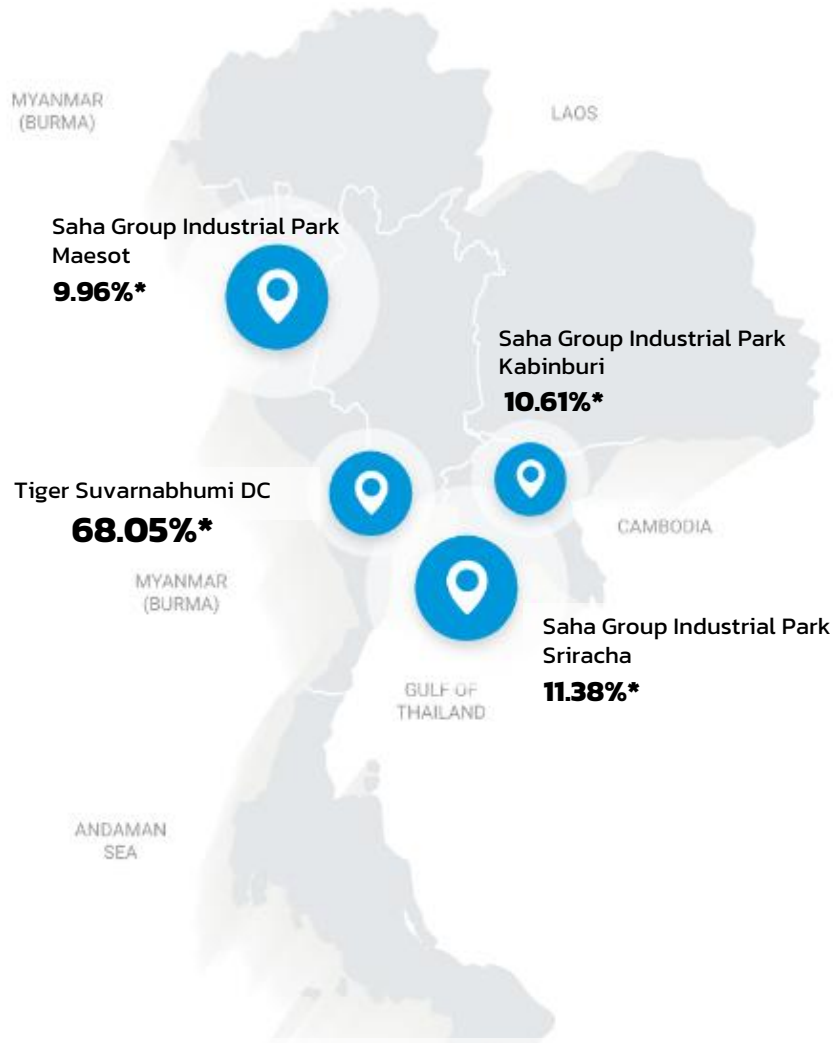 MYANMAR
(BURMA)
LAOS
Saha Group Industrial Park
Maesot
9.96%*
Saha Group Industrial Park
Kabinburi
10.61%*
Tiger Suvarnabhumi DC
68.05%*
CAMBODIA
MYANMAR
(BURMA)
Saha Group Industrial Park
Sriracha
11.38%*
GULF OF
THAILAND
ANDAMAN
SEA